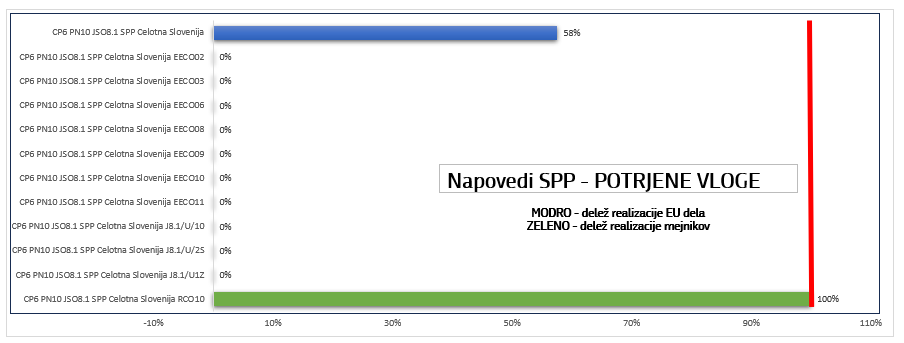 CP6 PN10 JSO8.1 SPP Celotna Slovenija 58%
CP6 PN10 JSO8.1 SPP Celotna Slovenija EECO02 0%
CP6 PN10 JSO8.1 SPP Celotna Slovenija EECO03 0%
CP6 PN10 JSO8.1 SPP Celotna Slovenija EECO06 0%
CP6 PN10 JSO8.1 SPP Celotna Slovenija EECO08 0%
CP6 PN10 JSO8.1 SPP Celotna Slovenija EECO09 0%
CP6 PN10 JSO8.1 SPP Celotna Slovenija EECO10 0%
Napovedi SPP - POTRJENE VLOGE
CP6 PN10 JSO8.1 SPP Celotna Slovenija EECO11 0%
MODRO - delež realizacije EU dela
CP6 PN10 JSO8.1 SPP Celotna Slovenija J8.1/U/10 0%
ZELENO - delež realizacije mejnikov
CP6 PN10 JSO8.1 SPP Celotna Slovenija J8.1/U/2S 0%
CP6 PN10 JSO8.1 SPP Celotna Slovenija J8.1/U1Z 0%
CP6 PN10 JSO8.1 SPP Celotna Slovenija RCO10 100%
-10% 10% 30% 50% 70% 90% 110%